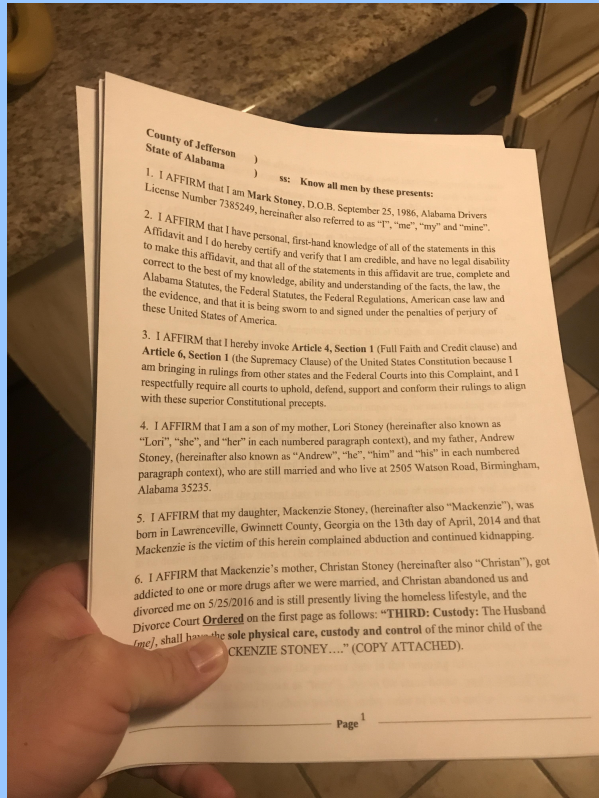 County of Jefferson )
State of Alabama ) ss: Know all men by these presents:
1. I AFFIRM that I am Mark Stoney, D.O.B. September 25, 1986, Alabama Drivers
License Number 7385249, hereinafter also referred to as “I”, “me”, “my” and “mine”.
2. I AFFIRM that I have personal, first-hand knowledge of all of the statements in this
Affidavit and I do hereby certify and verify that I am credible, and have no legal disability
to make this affidavit, and that all of the statements in this affidavit are true, complete and
correct to the best of my knowledge, ability and understanding of the facts, the law, the
Alabama Statutes, the Federal Statutes, the Federal Regulations, American case law and
the evidence, and that it is being sworn to and signed under the penalties of perjury of
these United States of America.
3. I AFFIRM that I hereby invoke Article 4, Section 1 (Full Faith and Credit clause) and
Article 6, Section 1 (the Supremacy Clause) of the United States Constitution because I
am bringing in rulings from other states and the Federal Courts into this Complaint, and I
respectfully require all courts to uphold, defend, support and conform their rulings to align
with these superior Constitutional precepts.
4. I AFFIRM that I am a son of my mother, Lori Stoney (hereinafter also known as
“Lori”, “she”, and “her” in each numbered paragraph context), and my father, Andrew
Stoney, (hereinafter also known as “Andrew”, “he”, “him” and “his” in each numbered
paragraph context), who are still married and who live at 2505 Watson Road, Birmingham,
Alabama 35235.
5. I AFFIRM that my daughter, Mackenzie Stoney, (hereinafter also “Mackenzie”), was
born in Lawrenceville, Gwinnett County, Georgia on the 13th day of April, 2014 and that
Mackenzie is the victim of this herein complained abduction and continued kidnapping.
6. I AFFIRM that Mackenzie’s mother, Christan Stoney (hereinafter also “Christan”), got
addicted to one or more drugs after we were married, and Christan abandoned us and
divorced me on 5/25/2016 and is still presently living the homeless lifestyle, and the
Divorce Court Ordered on the first page as follows: “THIRD: Custody: The Husband
[me], shall the sole physical care, custody and control of the minor child of the
CKENZIE STONEY….” (COPY ATTACHED).
Page 1